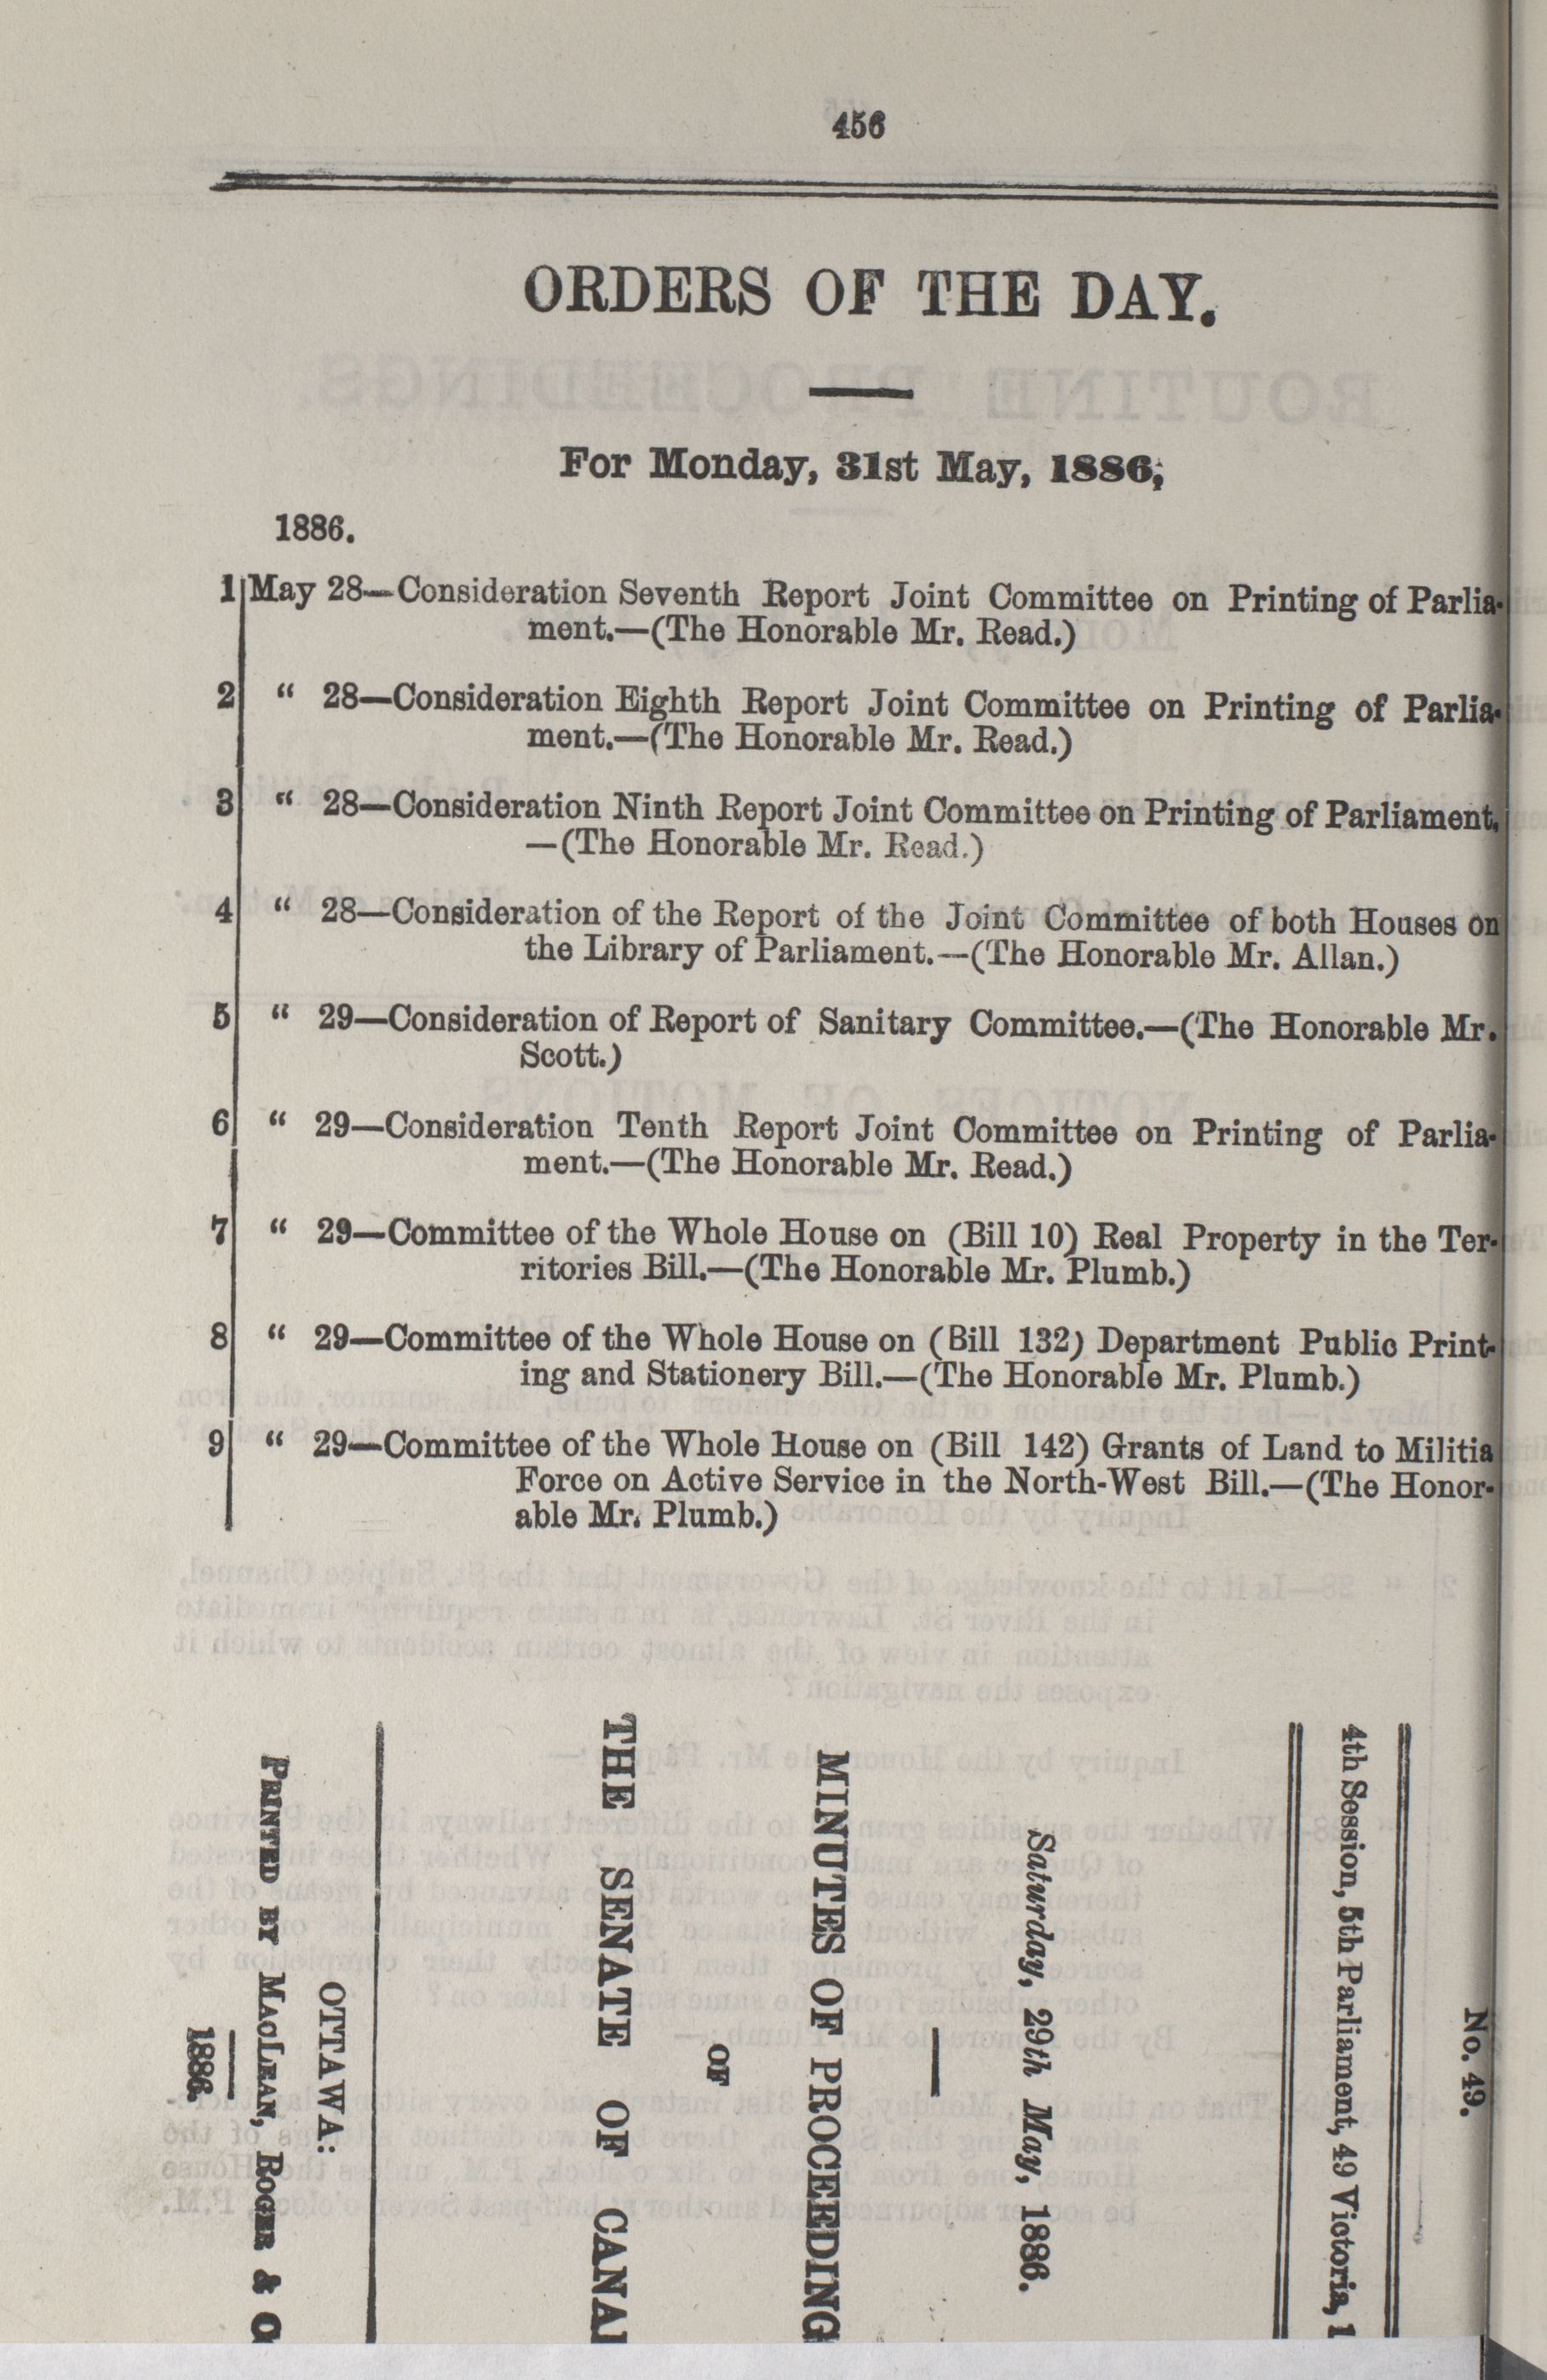 456
ORDERS OF THE DAY.
For Monday, 31st May, 1886;
1886.
1 May 28—Consideration Seventh Report Joint Committee on Printing of Parlia-
ment.—(The Honorable Mr. Read.)
2 “ 28—Consideration Eighth Report Joint Committee on Printing of Parlia-
ment.—(The Honorable Mr. Read.)
3 “ 28—Consideration Ninth Report Joint Committee on Printing of Parliament.
—(The Honorable Mr. Read.)
4 “ 28—Consideration of the Report of the Joint Committee of both Houses on
the Library of Parliament.—(The Honorable Mr. Allan.)
5 “ 29—Consideration of Report of Sanitary Committee.—(The Honorable Mr.
Scott.)
6 “ 29—Consideration Tenth Report Joint Committee on Printing of Parlia-
ment.—(The Honorable Mr. Read.)
7 “ 29—Committee of the Whole House on (Bill 10) Real Property in the Ter-
ritories Bill.—(The Honorable Mr. Plumb.)
8 “ 29—Committee of the Whole House on (Bill 132) Department Public Print-
ing and Stationery Bill.—(The Honorable Mr. Plumb.)
9 “ 29—Committee of the Whole House on (Bill 142) Grants of Land to Militia
Force on Active Service in the North-West Bill.—(The Honor-
able Mr. Plumb.)
No. 49.
4th Session, 5th Parliament, 49 Victoria, 1
Saturday, 29th May, 1886.
MINUTES OF PROCEEDING
OF
THE SENATE OF CANA
OTTAWA:
PRINTED BY MACLEAN, ROGER &
1886.